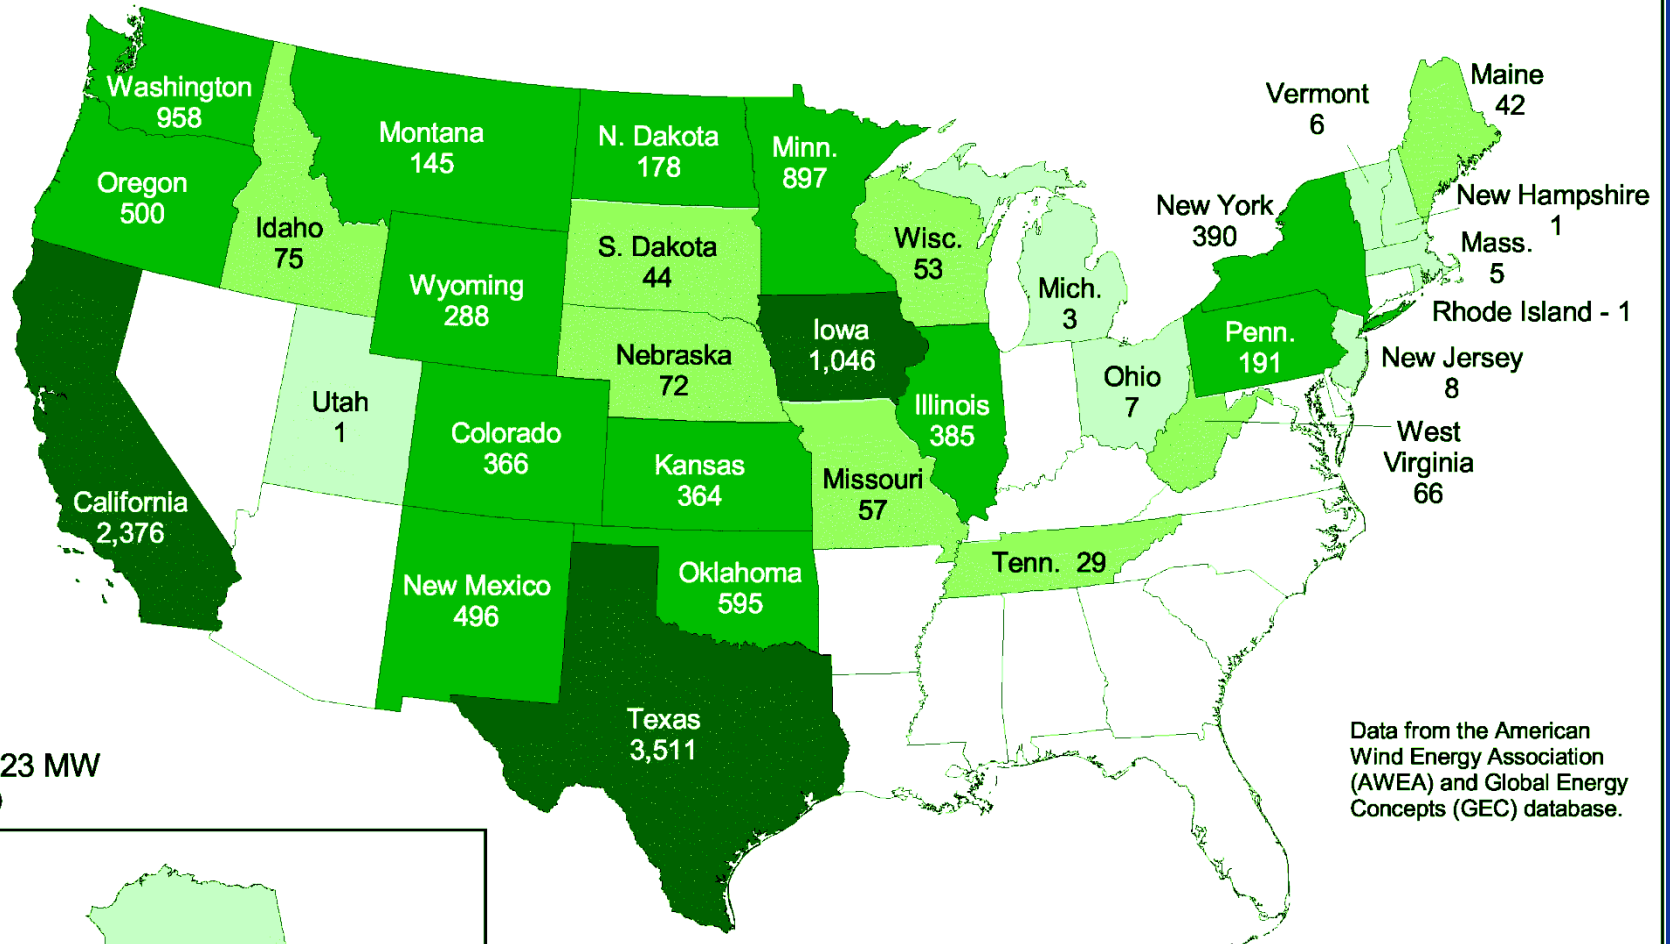 Washington
958
Oregon
500
Idaho
75
Montana
145
N. Dakota
178
Minn.
897
S. Dakota
44
Wyoming
288
Nebraska
72
Iowa
1,046
Wisc.
53
Mich.
3
Vermont
6
Maine
42
New York
390
New Hampshire
1
Mass.
5
Rhode Island - 1
Penn.
191
New Jersey
8
Ohio
7
Illinois
385
West
Virginia
66
Utah
1
Colorado
366
Kansas
364
Missouri
57
California
2,376
New Mexico
496
Oklahoma
595
Tenn. 29
Texas
3,511
23 MW
)
Data from the American
Wind Energy Association
(AWEA) and Global Energy
Concepts (GEC) database.